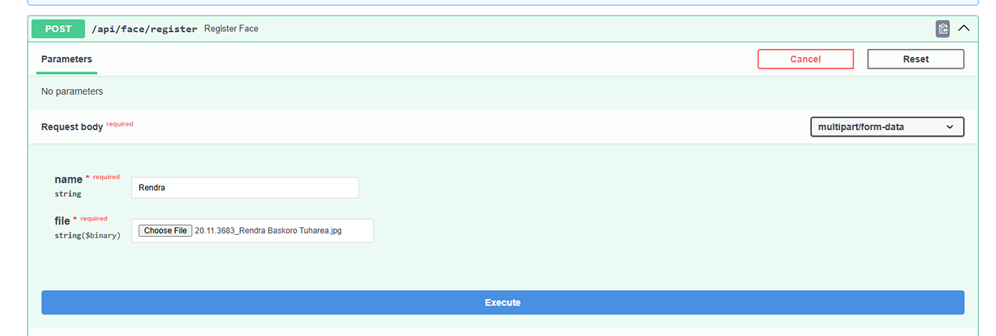 POST /api/face/register Register Face
Parameters Cancel Reset
No parameters
Request body required multipart/form-data
name * required Rendra
string
file * required Choose File 20.11.3683_Rendra Baskoro Tuharea.jpg
string($binary)
Execute